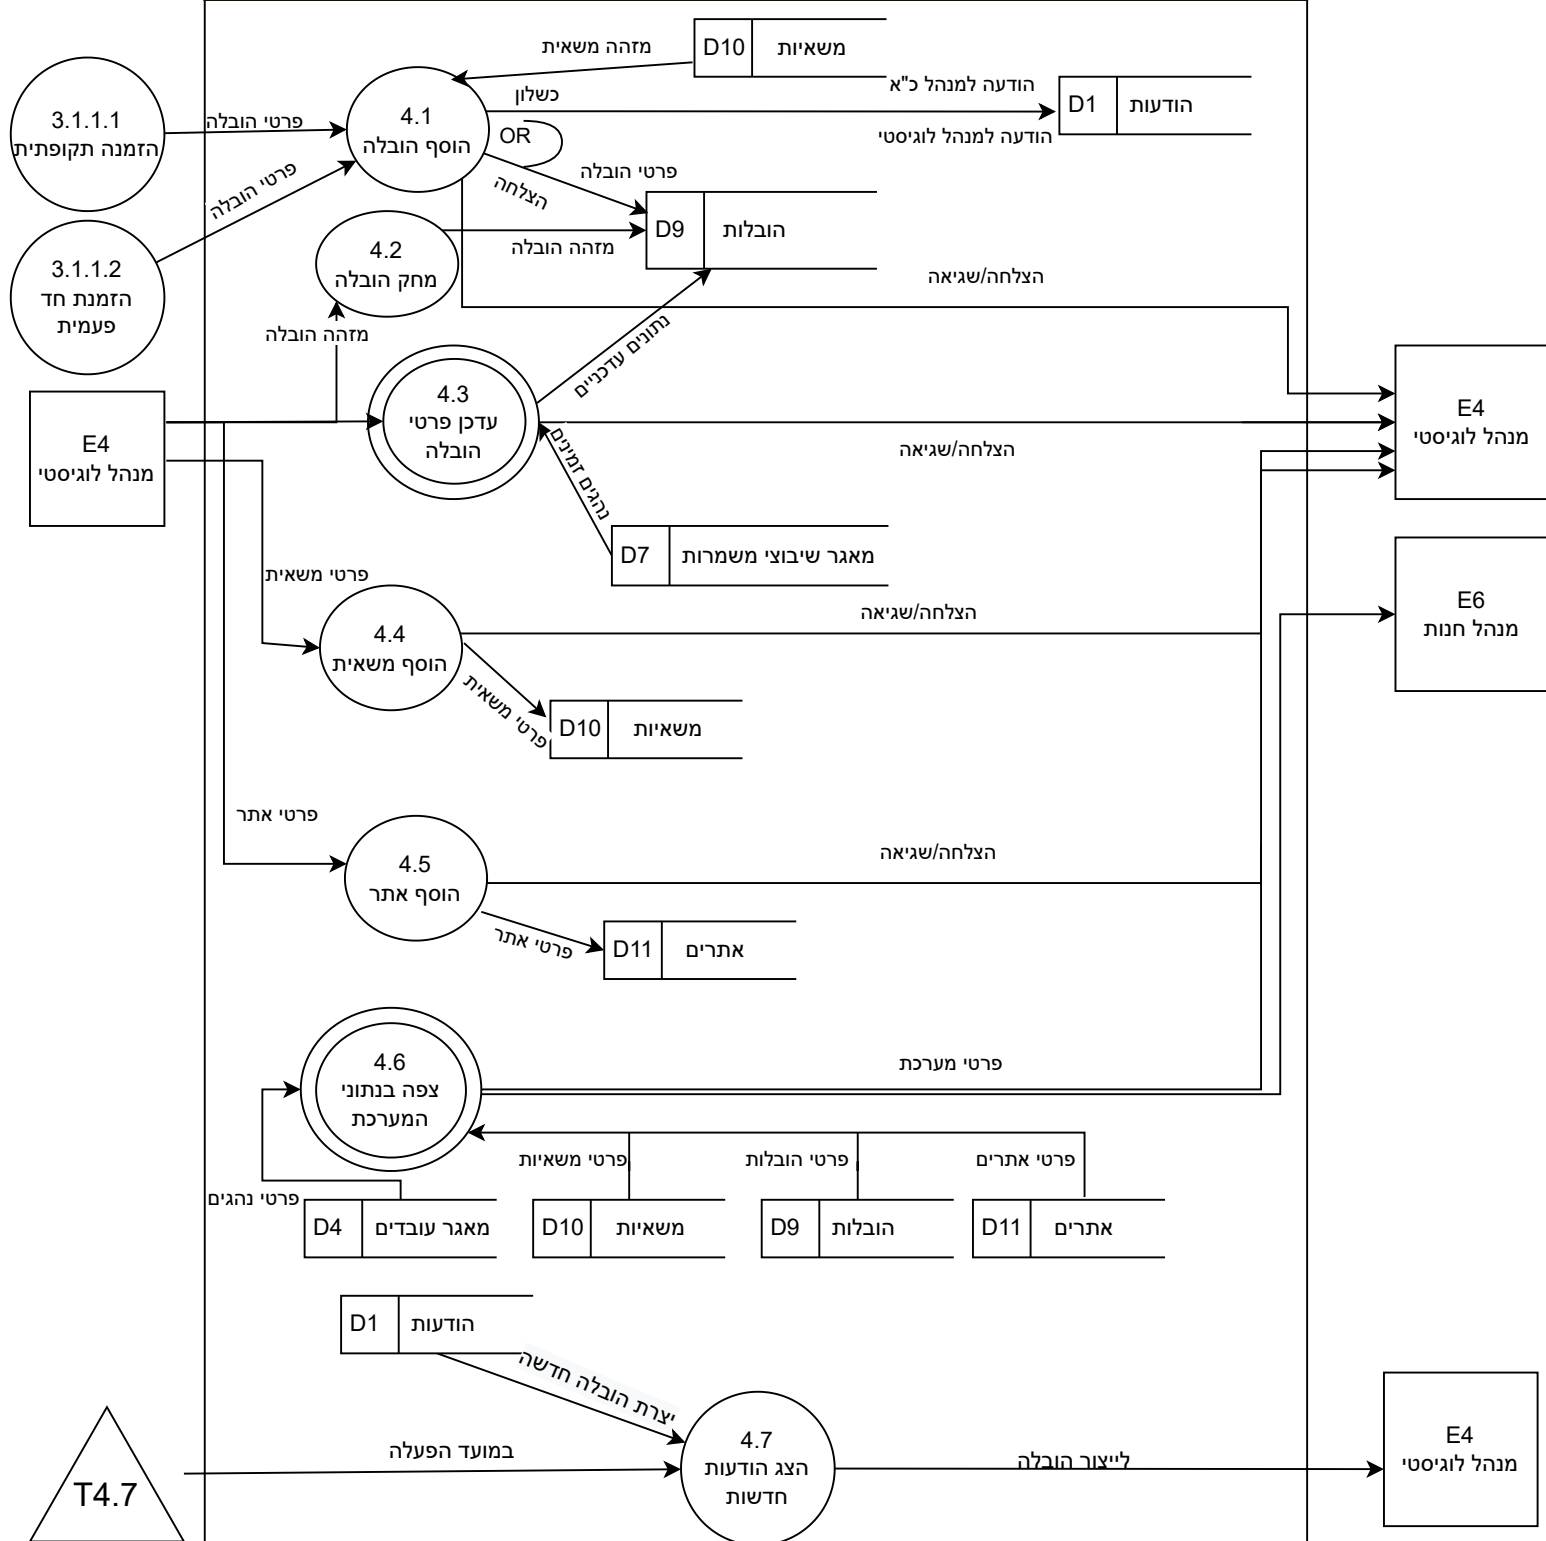 D10
משאיות
מזהה משאית
הודעה למנהל כ"א
כשלון
D1
הודעות
הודעה למנהל לוגיסטי
3.1.1.1
הזמנה תקופתית
פרטי הובלה
4.1
הוסף הובלה
OR
פרטי הובלה
הצלחה
פרטי הובלה
3.1.1.2
הזמנת חד
פעמית
4.2
מחק הובלה
מזהה הובלה
D9
הובלות
הצלחה/שגיאה
מזהה הובלה
נתונים עדכניים
E4
מנהל לוגיסטי
4.3
עדכן פרטי
הובלה
הצלחה/שגיאה
E4
מנהל לוגיסטי
נהגים זמינים
D7
מאגר שיבוצי משמרות
פרטי משאית
4.4
הוסף משאית
הצלחה/שגיאה
E6
מנהל חנות
פרטי משאית
D10
משאיות
פרטי אתר
4.5
הוסף אתר
הצלחה/שגיאה
פרטי אתר
D11
אתרים
4.6
צפה בנתוני
המערכת
פרטי מערכת
פרטי משאיות
פרטי הובלות
פרטי אתרים
פרטי נהגים
D4
מאגר עובדים
D10
משאיות
D9
הובלות
D11
אתרים
D1
הודעות
יצרת הובלה חדשה
T4.7
במועד הפעלה
4.7
הצג הודעות
חדשות
לייצור הובלה
E4
מנהל לוגיסטי